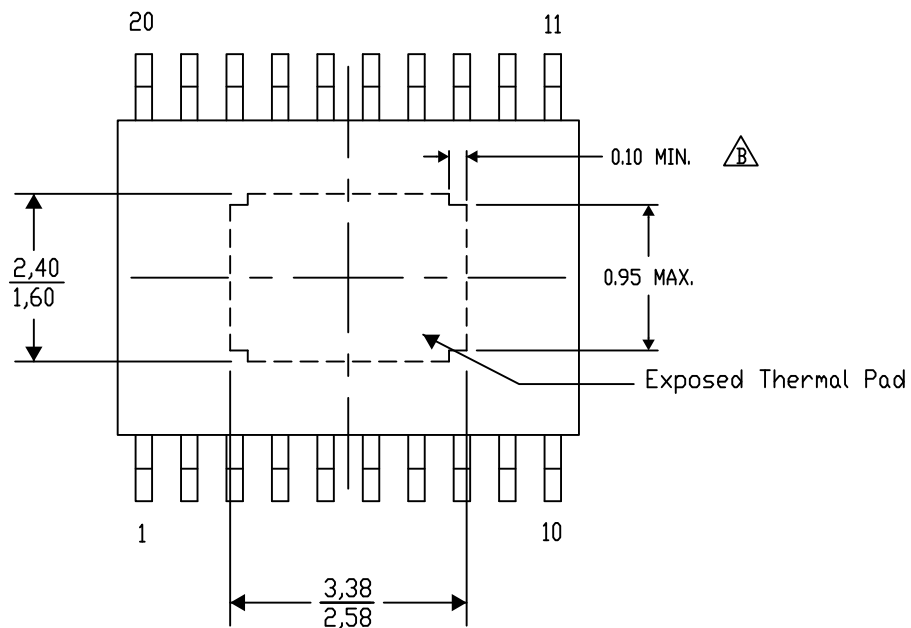 20
11
0.10 MIN.
B
2,40
1,60
0.95 MAX.
Exposed Thermal Pad
1
10
3,38
2,58